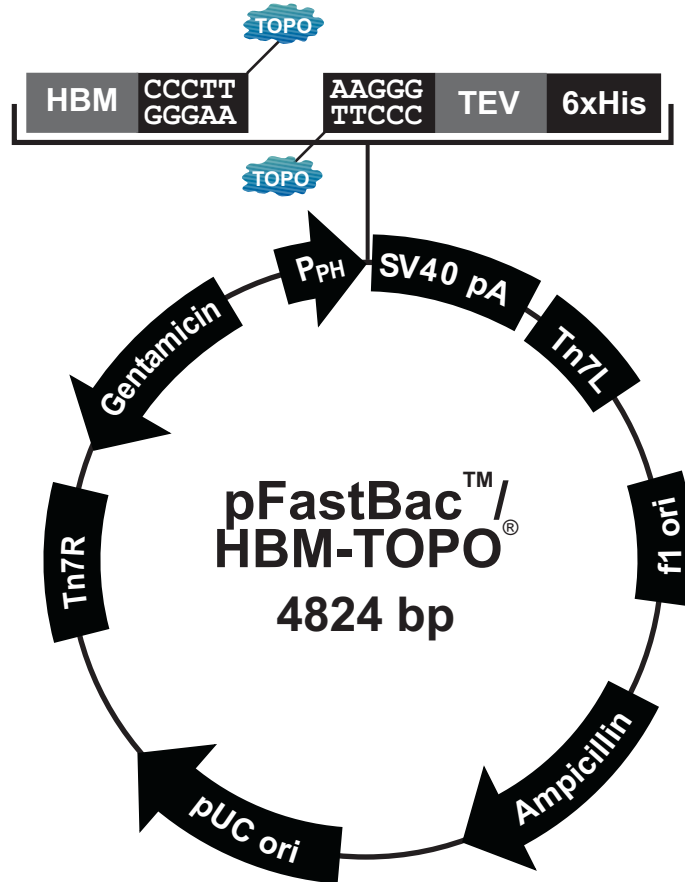 TOPO
HBM CCCTT AAGGG TEV 6xHis
GGGAA TTCCC
TOPO
PPH SV40 pA
Gentamicin Tn7L
pFastBac™/
HBM-TOPO®
4824 bp
Tn7R f1 ori
Ampicillin
pUC ori